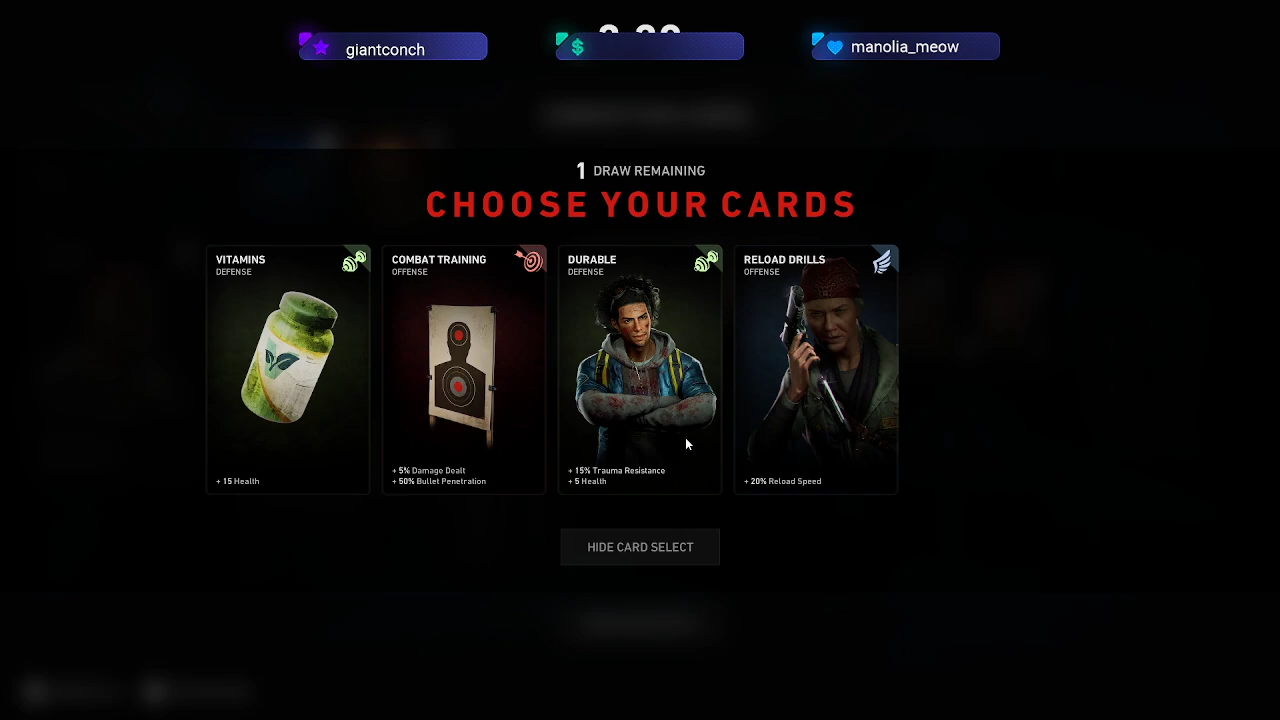 giantconch
$
manolia_meow
1 DRAW REMAINING
CHOOSE YOUR CARDS
VITAMINS
DEFENSE
+ 15 Health
COMBAT TRAINING
OFFENSE
+ 5% Damage Dealt
+ 50% Bullet Penetration
DURABLE
DEFENSE
+ 15% Trauma Resistance
+ 5 Health
RELOAD DRILLS
OFFENSE
+ 20% Reload Speed
HIDE CARD SELECT